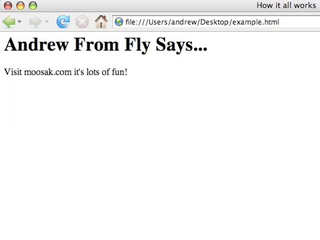 How it all works
file:///Users/andrew/Desktop/example.html
Andrew From Fly Says...
Visit moosak.com it's lots of fun!